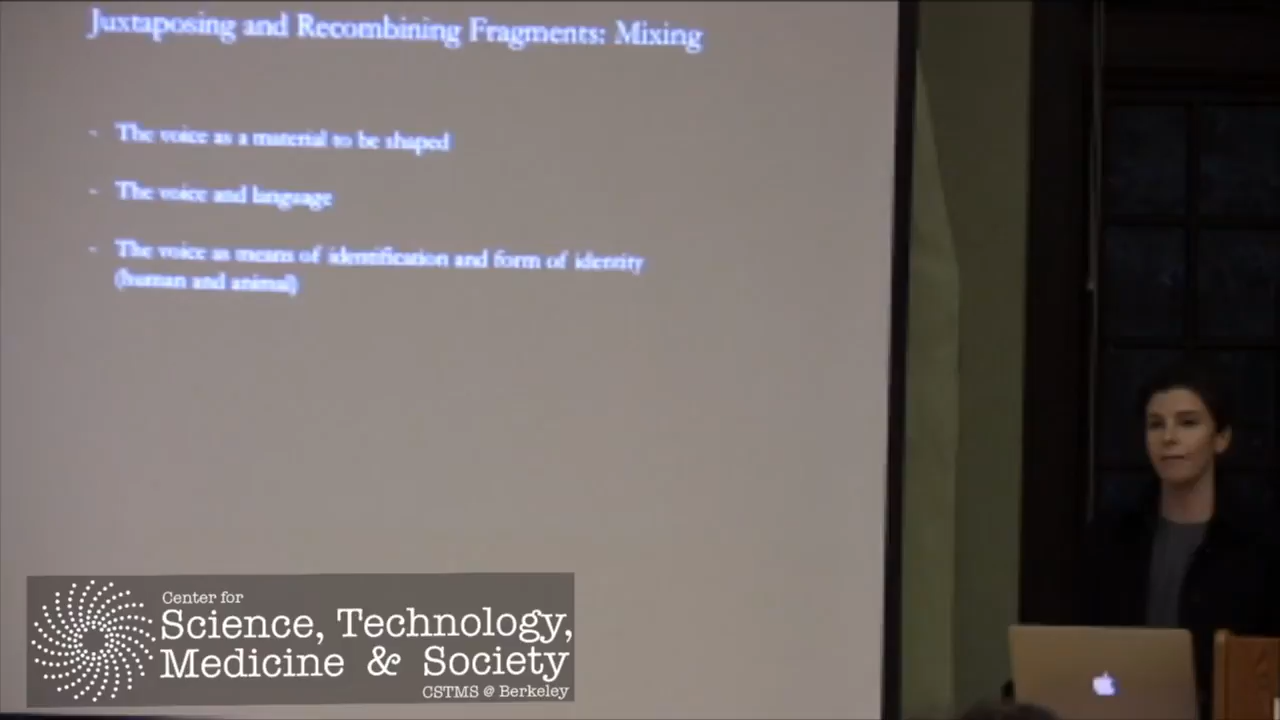 Juxtaposing and Recombining Fragments: Mixing
- The voice as a material to be shaped
- The voice and language
- The voice as means of identification and form of identity
(human and animal)
Center for
Science, Technology,
Medicine & Society
CSTMS @ Berkeley